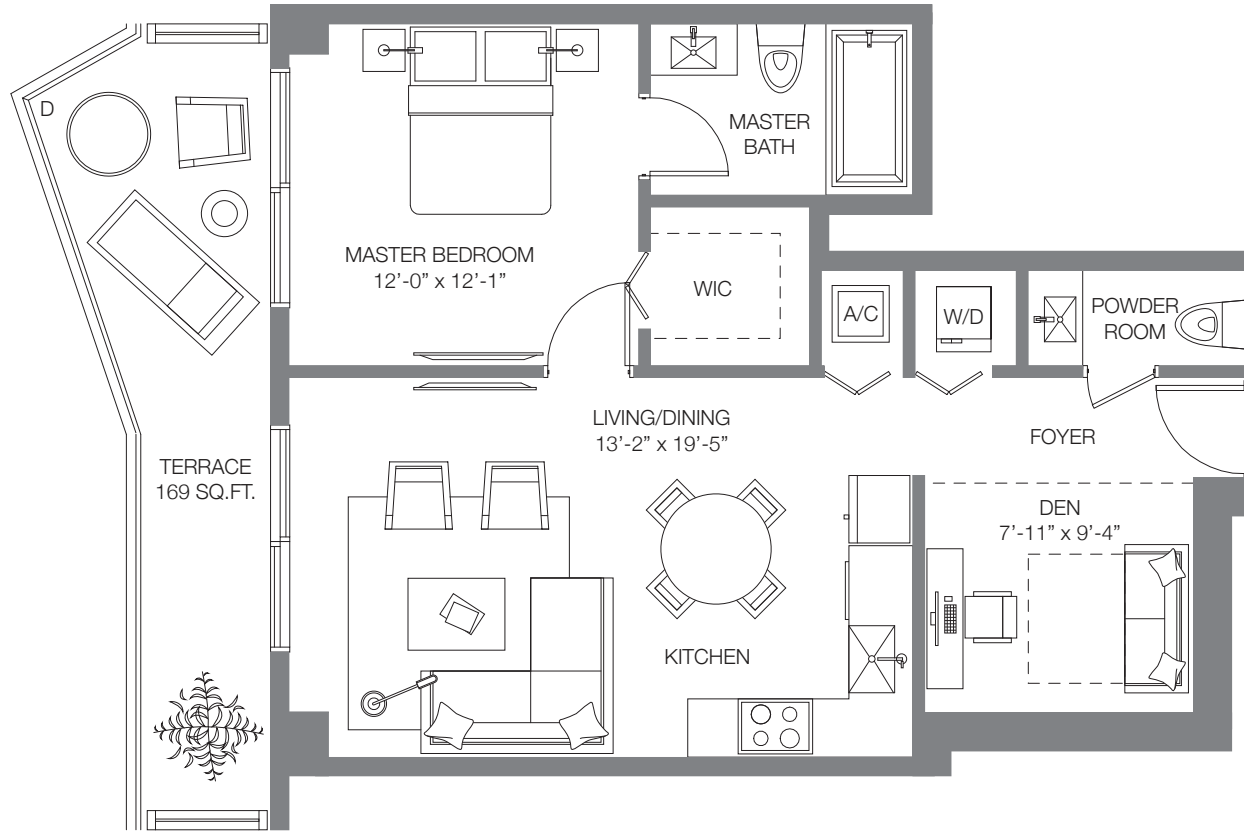 D
MASTER
BATH
MASTER BEDROOM
12’-0” x 12’-1”
WIC
A/C
W/D
POWDER
ROOM
LIVING/DINING
13’-2” x 19’-5”
FOYER
TERRACE
169 SQ.FT.
DEN
7’-11” x 9’-4”
KITCHEN